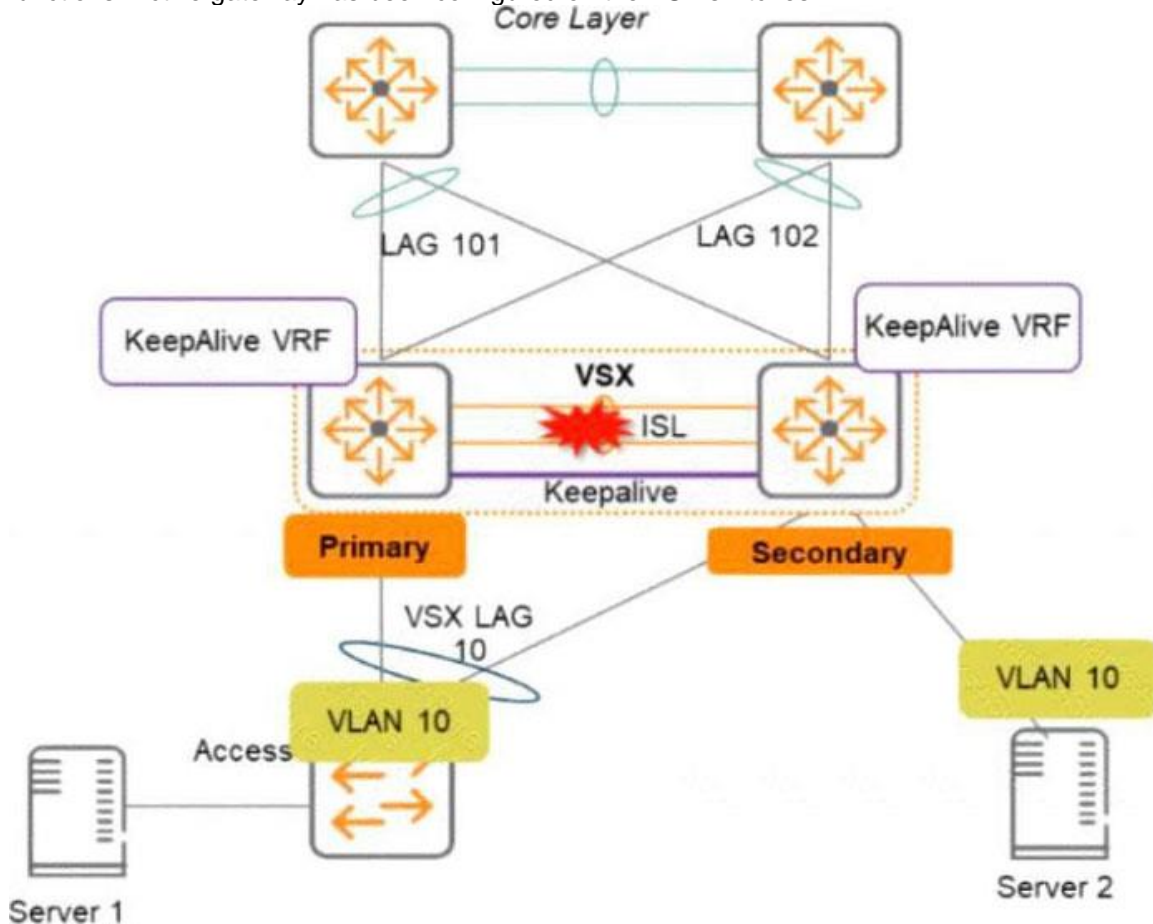 Core Layer
LAG 101
LAG 102
KeepAlive VRF
KeepAlive VRF
VSX
ISL
Keepalive
Primary
Secondary
VSX LAG
10
VLAN 10
VLAN 10
Access
Server 1
Server 2